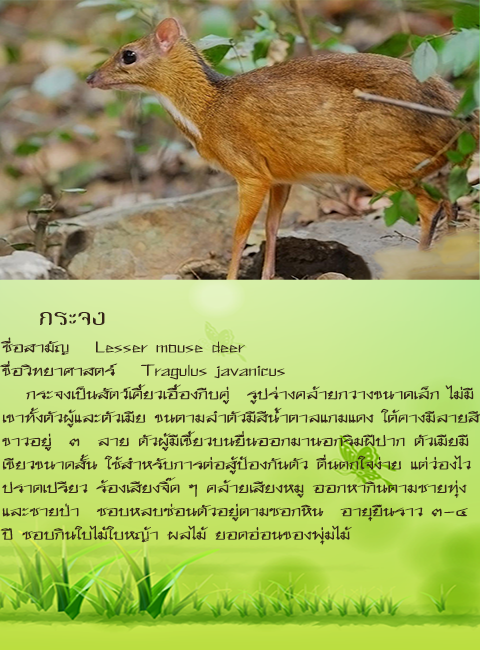 กระจง
ชื่อสามัญ Lesser mouse deer
ชื่อวิทยาศาสตร์ Tragulus javanicus
กระจงเป็นสัตว์เคี้ยวเอื้องกีบคู่ รูปร่างคล้ายกวางขนาดเล็ก ไม่มี
เขาทั้งตัวผู้และตัวเมีย ขนตามลำตัวมีสีน้ำตาลแกมแดง ใต้คางมีลายสี
ขาวอยู่ ๓ ลาย ตัวผู้มีเขี้ยวบนยื่นออกมานอกริมฝีปาก ตัวเมียมี
เขี้ยวขนาดสั้น ใช้สำหรับการต่อสู้ป้องกันตัว ตื่นตกใจง่าย แต่ว่องไว
ปราดเปรียว ร้องเสียงจี๊ด ๆ คล้ายเสียงหมู ออกหากินตามชายทุ่ง
และชายป่า ชอบหลบซ่อนตัวอยู่ตามซอกหิน อายุยืนราว ๓-๔
ปี ชอบกินใบไม้ใบหญ้า ผลไม้ ยอดอ่อนของพุ่มไม้